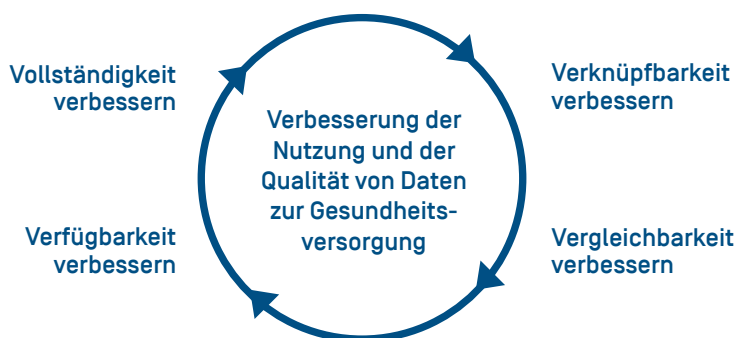 Vollständigkeit
verbessern
Verknüpfbarkeit
verbessern
Verbesserung der
Nutzung und der
Qualität von Daten
zur Gesundheits-
versorgung
Verfügbarkeit
verbessern
Vergleichbarkeit
verbessern